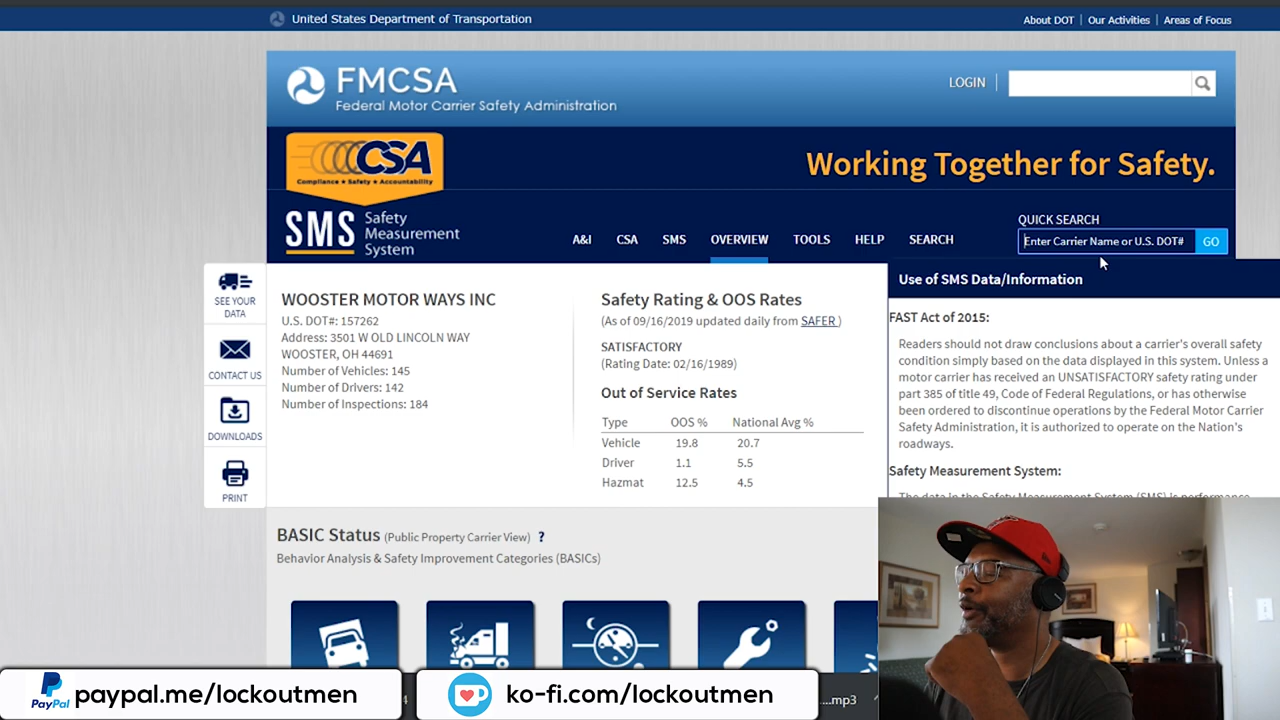 United States Department of Transportation
About DOT | Our Activities | Areas of Focus
FMCSA
Federal Motor Carrier Safety Administration
LOGIN
CSA
Compliance ★ Safety ★ Accountability
Working Together for Safety.
SMS Safety
Measurement
System
A&I CSA SMS OVERVIEW TOOLS HELP SEARCH
QUICK SEARCH
Enter Carrier Name or U.S. DOT# GO
SEE YOUR
DATA
CONTACT US
DOWNLOADS
PRINT
WOOSTER MOTOR WAYS INC
U.S. DOT#: 157262
Address: 3501 W OLD LINCOLN WAY
WOOSTER, OH 44691
Number of Vehicles: 145
Number of Drivers: 142
Number of Inspections: 184
Safety Rating & OOS Rates
(As of 09/16/2019 updated daily from SAFER )
SATISFACTORY
(Rating Date: 02/16/1989)
Out of Service Rates
Type OOS % National Avg %
Vehicle 19.8 20.7
Driver 1.1 5.5
Hazmat 12.5 4.5
Use of SMS Data/Information
FAST Act of 2015:
Readers should not draw conclusions about a carrier's overall safety
condition simply based on the data displayed in this system. Unless a
motor carrier has received an UNSATISFACTORY safety rating under
part 385 of title 49, Code of Federal Regulations, or has otherwise
been ordered to discontinue operations by the Federal Motor Carrier
Safety Administration, it is authorized to operate on the Nation's
roadways.
Safety Measurement System:
The data in the Safety Measurement System (SMS) is performance
BASIC Status (Public Property Carrier View) ?
Behavior Analysis & Safety Improvement Categories (BASICs)
PayPal paypal.me/lockoutmen
4
ko-fi.com/lockoutmen
...mp3